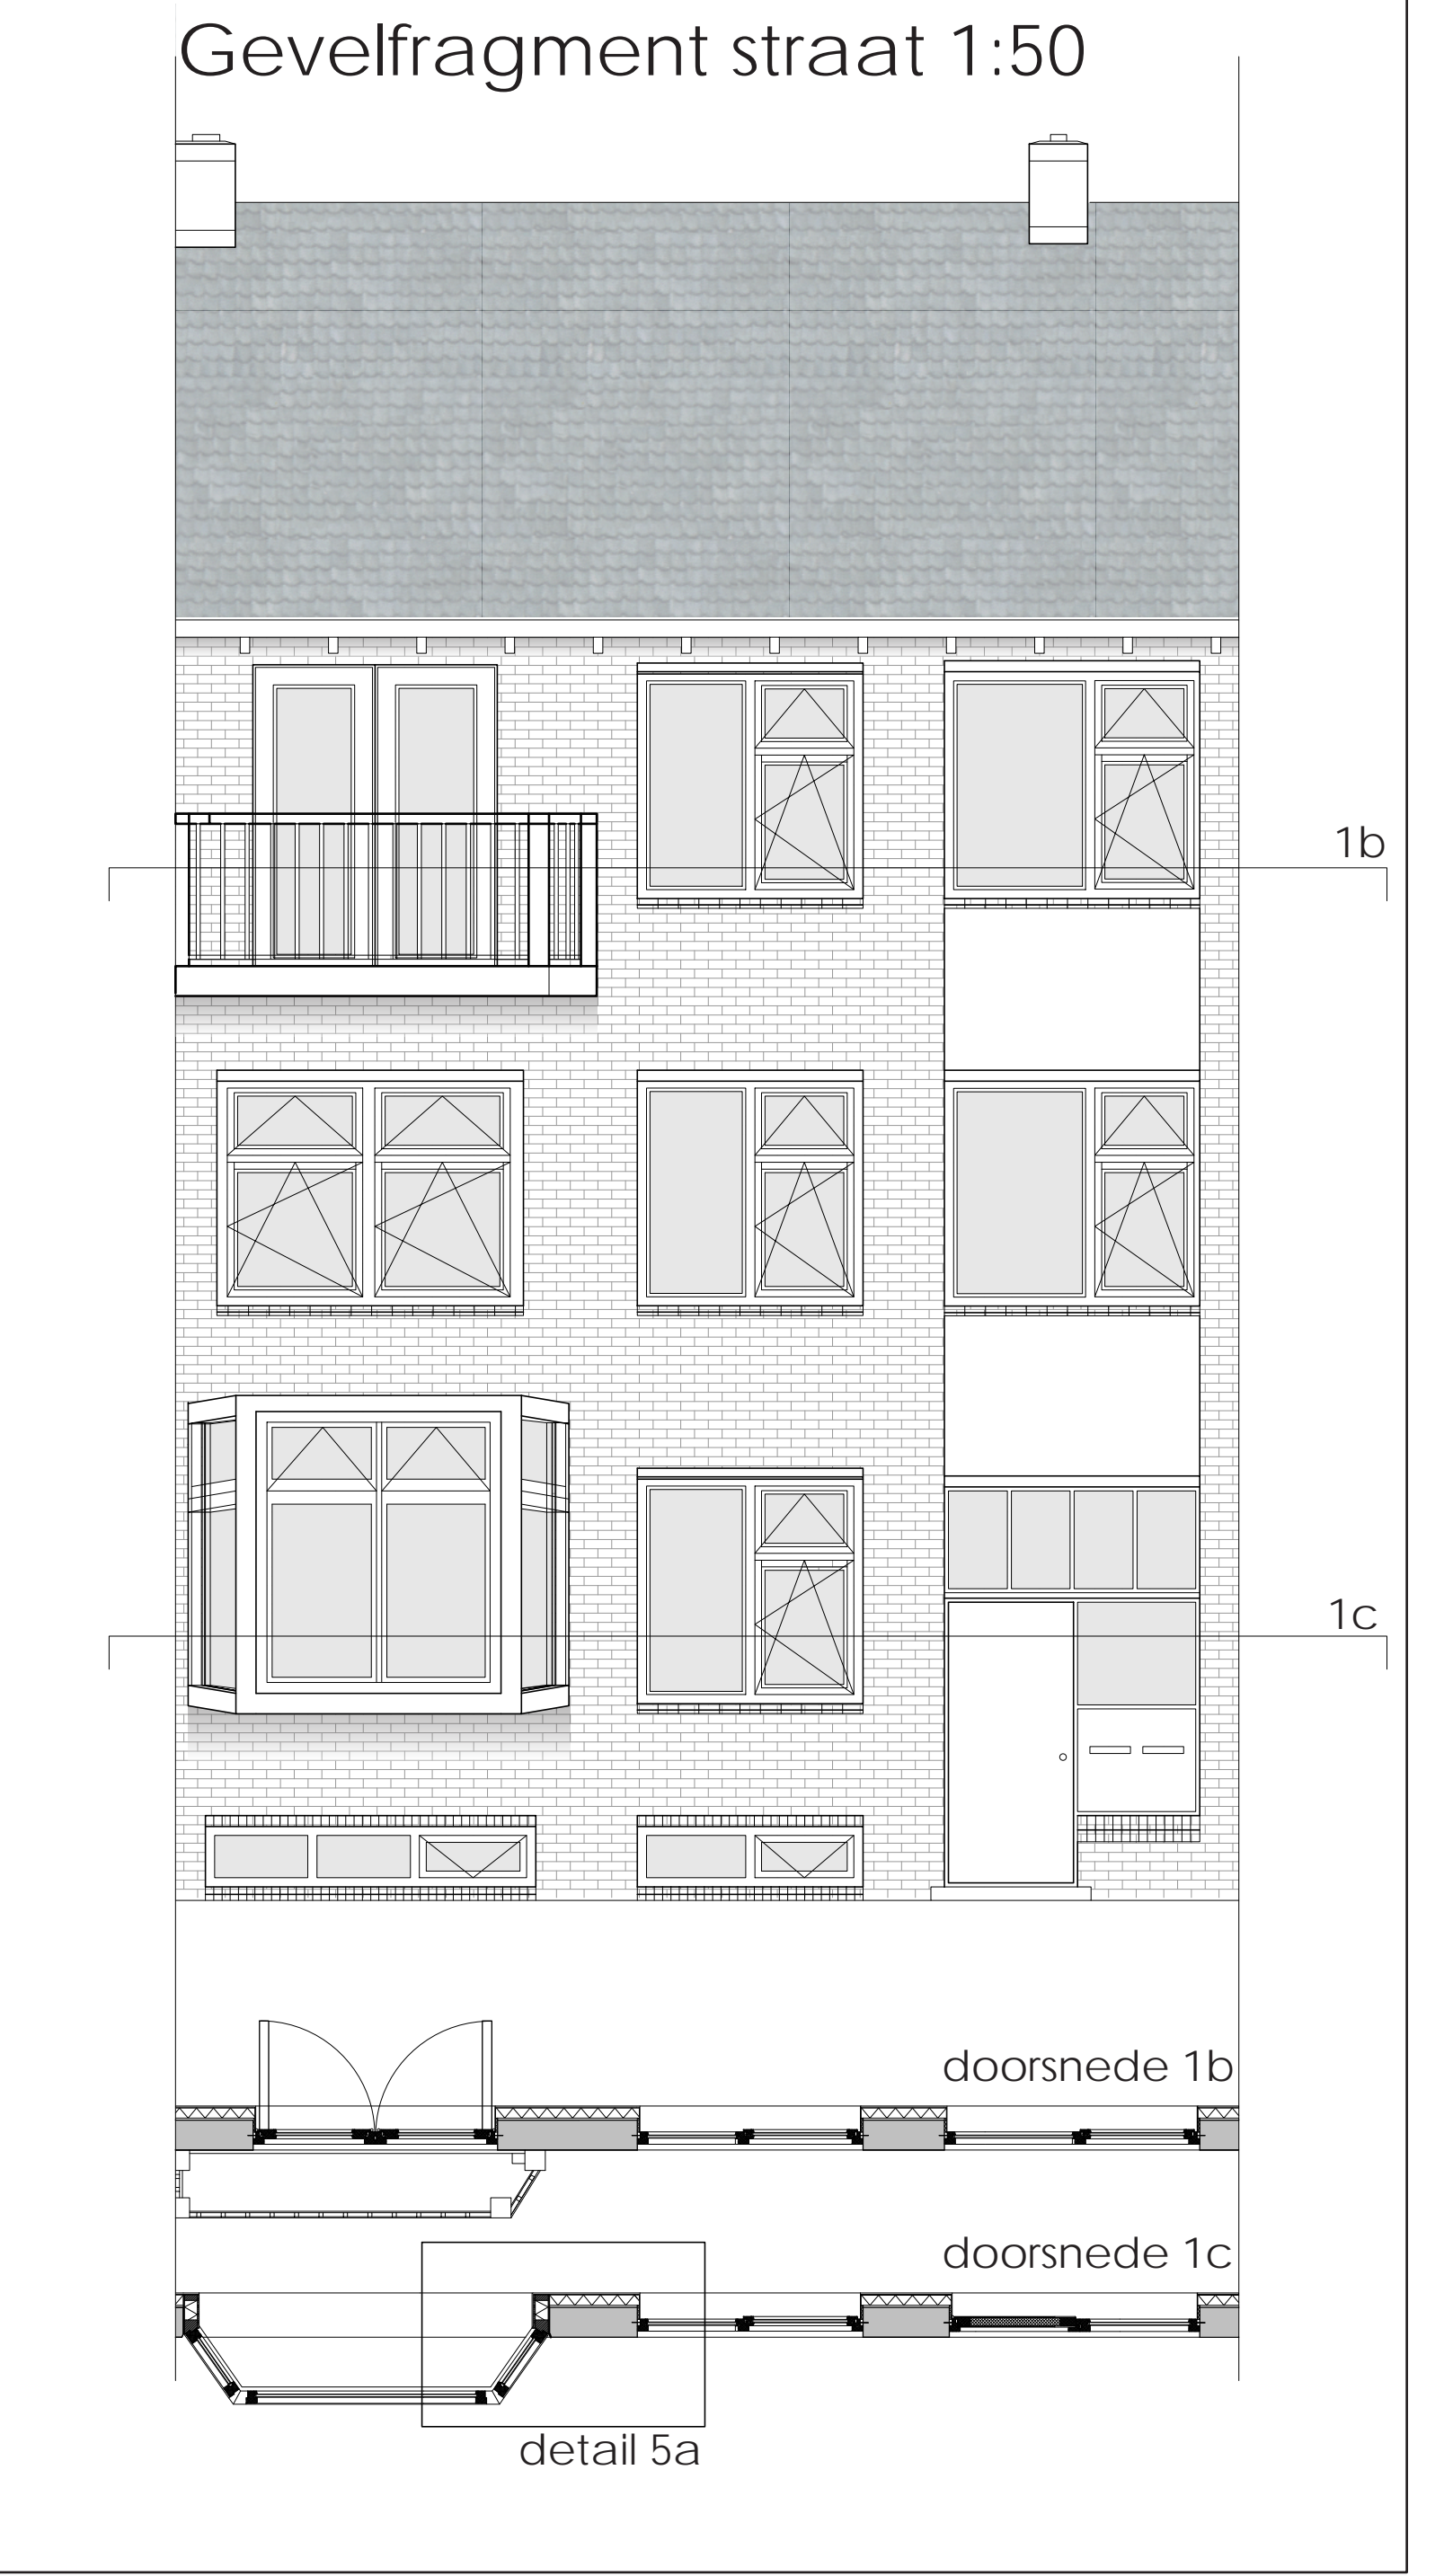 Gevelfragment straat 1:50
1b
1c
doorsnede 1b
doorsnede 1c
detail 5a